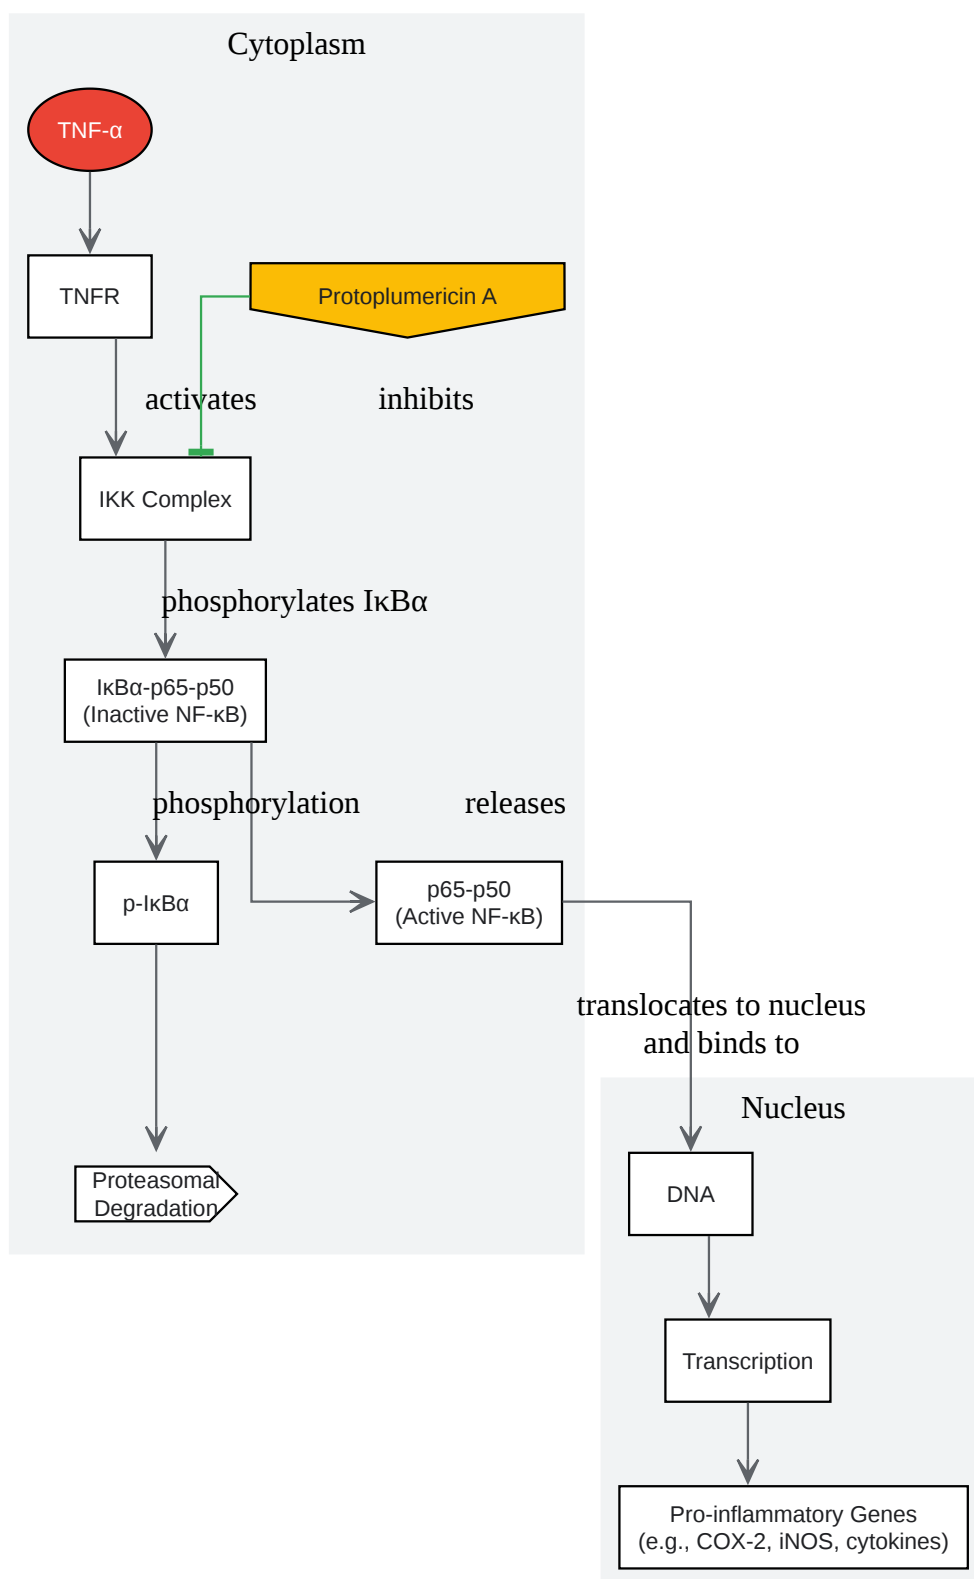 Cytoplasm
TNF-α
TNFR
Protoplumericin A
activates
inhibits
IKK Complex
phosphorylates IκBα
IκBα-p65-p50
(Inactive NF-κB)
phosphorylation
releases
p-IκBα
p65-p50
(Active NF-κB)
translocates to nucleus
and binds to
Nucleus
Proteasomal
Degradation
DNA
Transcription
Pro-inflammatory Genes
(e.g., COX-2, iNOS, cytokines)